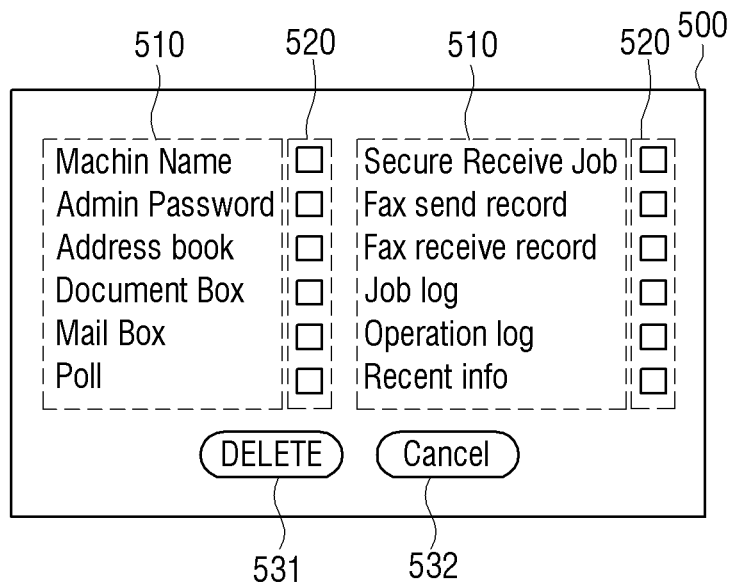 510 520 510 520 500
Machin Name Secure Receive Job
Admin Password Fax send record
Address book Fax receive record
Document Box Job log
Mail Box Operation log
Poll Recent info
DELETE Cancel
531 532